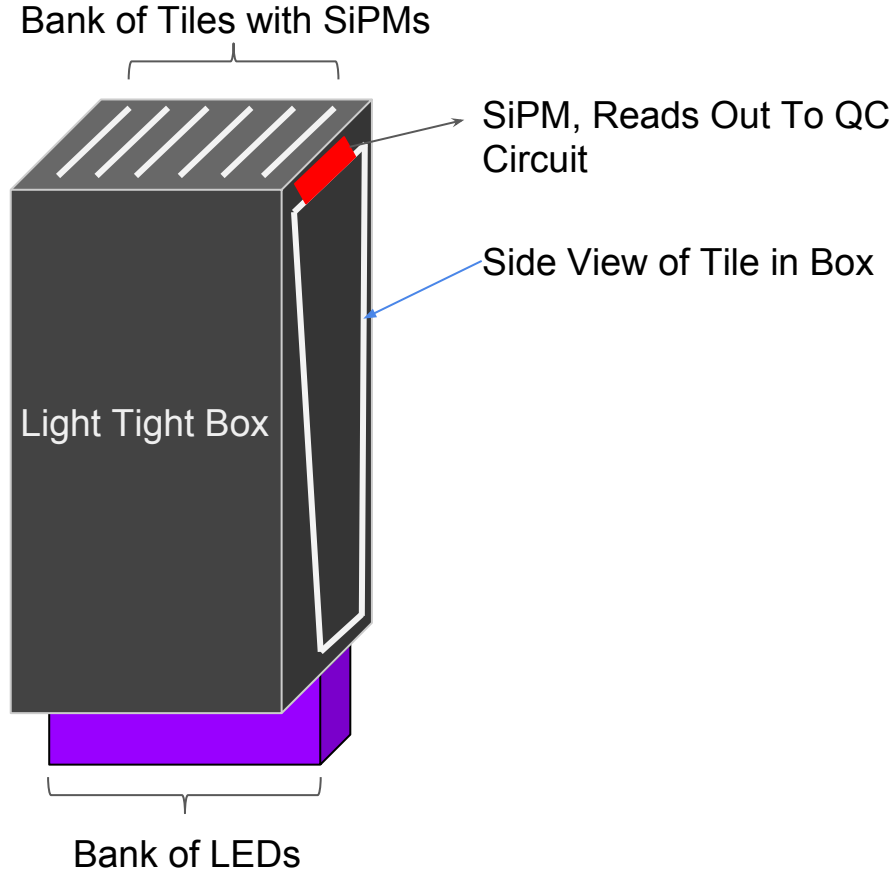 Bank of Tiles with SiPMs
SiPM, Reads Out To QC
Circuit
Side View of Tile in Box
Light Tight Box
Bank of LEDs